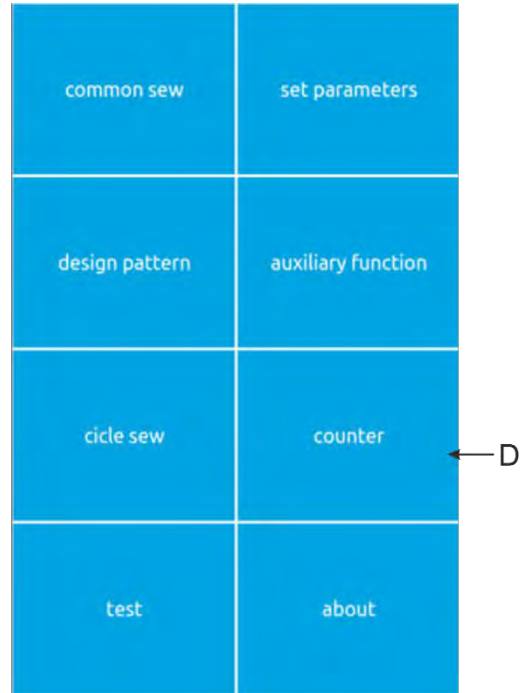 common sew
set parameters
design pattern
auxiliary function
cicle sew
counter
D
test
about